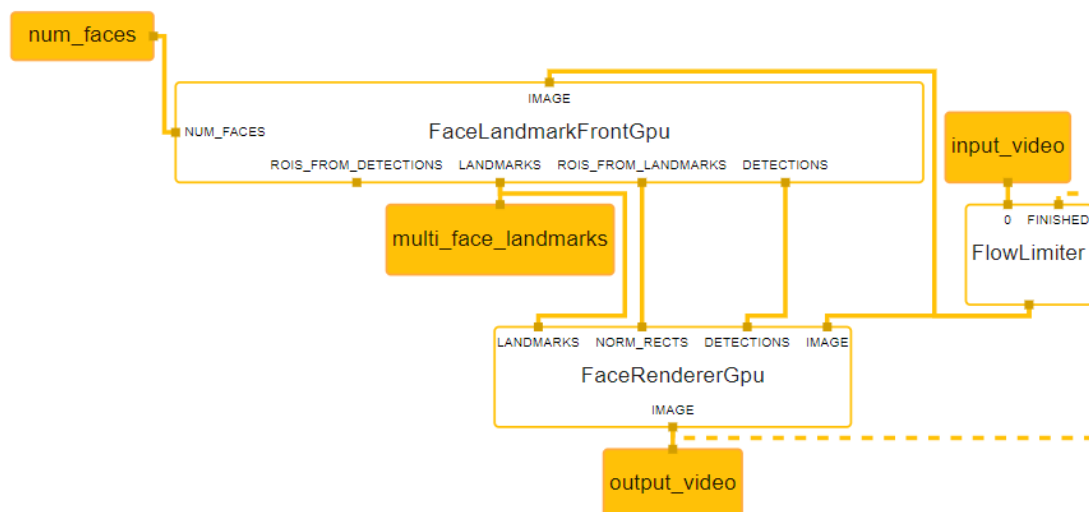 num_faces
IMAGE
NUM_FACES
FaceLandmarkFrontGpu
ROIS_FROM_DETECTIONS LANDMARKS ROIS_FROM_LANDMARKS DETECTIONS
input_video
multi_face_landmarks
0 FINISHED
FlowLimiter
LANDMARKS NORM_RECTS DETECTIONS IMAGE
FaceRendererGpu
IMAGE
output_video